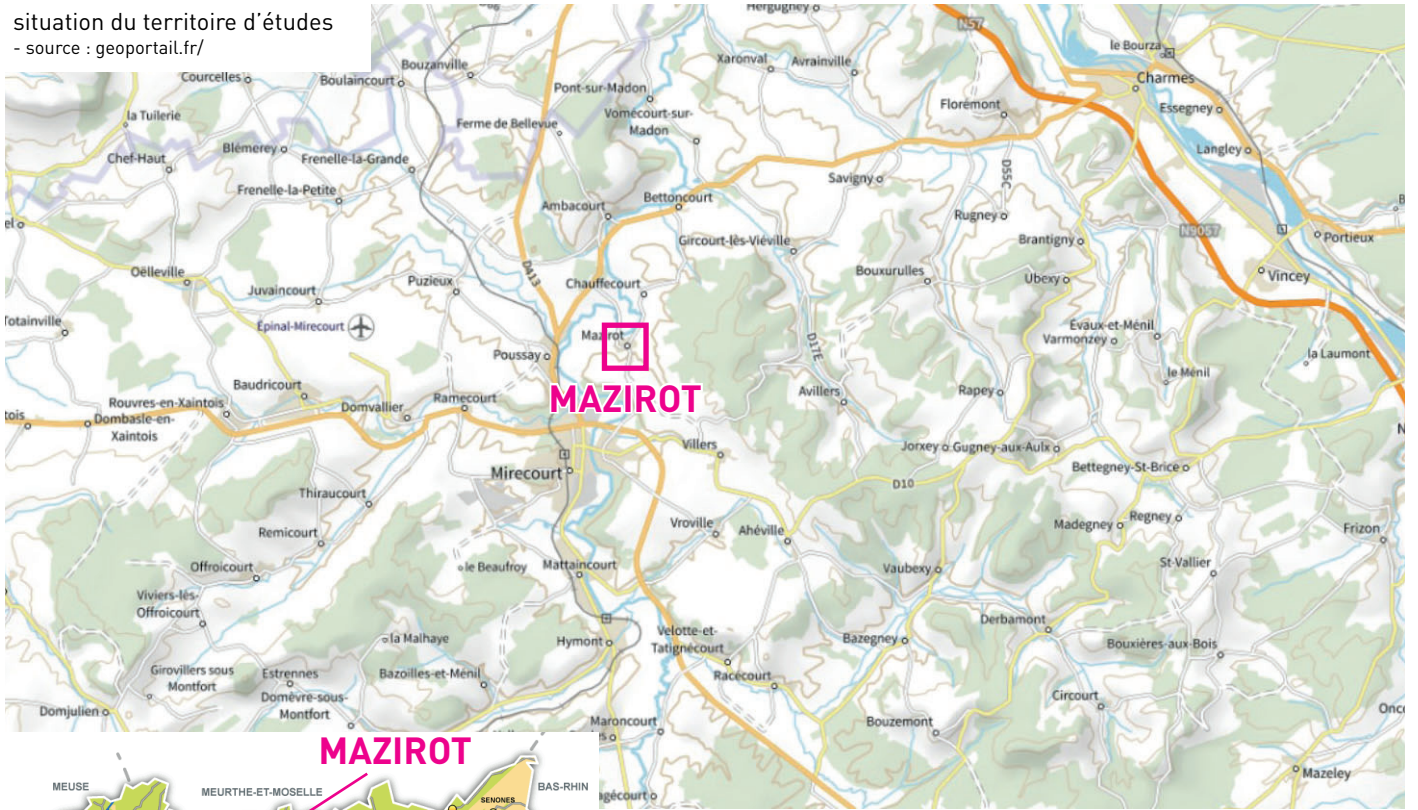 situation du territoire d'études
- source : geoportail.fr/
Hergugney
N57
le Bourza
Charmes
Xaronval
Avrainville
Bouzanville
Courcelles
Boulaincourt
Pont-sur-Madon
Florémont
Essegney
la Tuilerie
Ferme de Bellevue
Vomécourt-sur-
Madon
Langley
Blémerey
Chef-Haut
Frenelle-la-Grande
D55C
Savigny
Frenelle-la-Petite
Bettoncourt
Ambacourt
Rugney
Portieux
N9057
Gircourt-lès-Viéville
Brantigny
Oëlleville
D413
Bouxurulles
Vincey
Puzieux
Chauffecourt
Ubexy
Juvaincourt
Totainville
Épinal-Mirecourt
Mazirot
Évaux-et-Ménil
Varmonzey
Poussay
D17E
la Laumont
MAZIROT
le Ménil
Baudricourt
Avillers
Rapey
Ramecourt
Rouvres-en-Xaintois
Domvallier
Dombasle-en-
Xaintois
Villers
Jorxey
Gugney-aux-Aulx
Mirecourt
Bettegney-St-Brice
D10
Thiraucourt
Vroville
Ahéville
Madegney
Regney
Frizon
Remicourt
Offroicourt
le Beaufroy
Mattaincourt
Vaubexy
St-Vallier
Viviers-lès-
Offroicourt
Derbamont
Velotte-et-
Tatignécourt
la Malhaye
Hymont
Bazegney
Bouxières-aux-Bois
Girovillers sous
Montfort
Estrennes
Bazoilles-et-Ménil
Racécourt
Domèvre-sous-
Montfort
Circourt
Domjulien
Maroncourt
Bouzemont
MAZIROT
Mazeley
MEUSE
MEURTHE-ET-MOSELLE
BAS-RHIN
SENONES